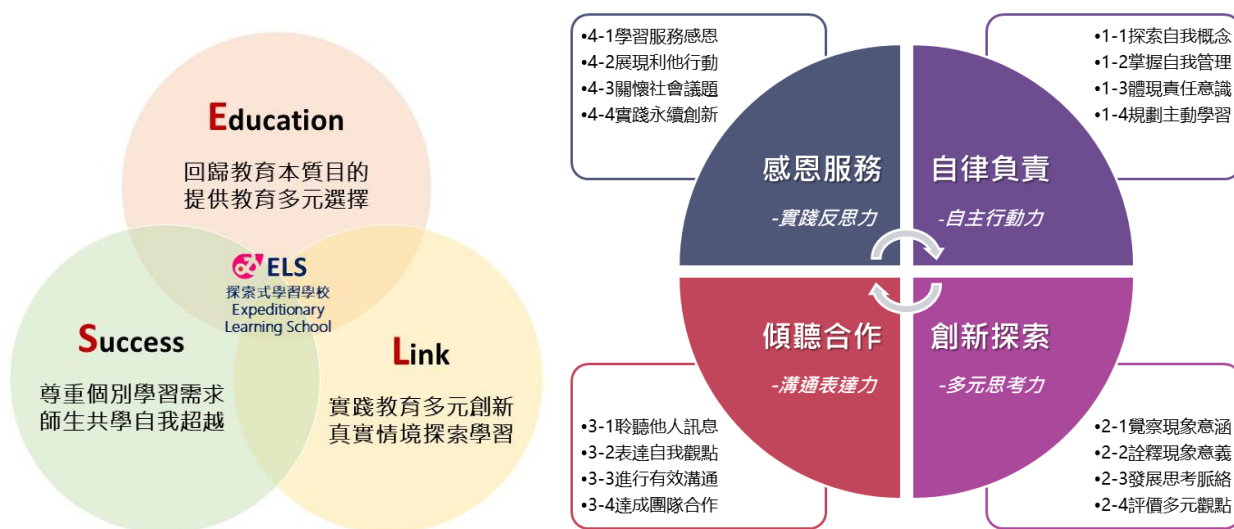 Education
回歸教育本質目的
提供教育多元選擇
ELS
探索式學習學校
Expeditionary
Learning School
Success
尊重個別學習需求
師生共學自我超越
Link
實踐教育多元創新
真實情境探索學習
•4-1學習服務感恩
•4-2展現利他行動
•4-3關懷社會議題
•4-4實踐永續創新
•1-1探索自我概念
•1-2掌握自我管理
•1-3體現責任意識
•1-4規劃主動學習
感恩服務
-實踐反思力
自律負責
-自主行動力
傾聽合作
-溝通表達力
創新探索
-多元思考力
•3-1聆聽他人訊息
•3-2表達自我觀點
•3-3進行有效溝通
•3-4達成團隊合作
•2-1覺察現象意涵
•2-2詮釋現象意義
•2-3發展思考脈絡
•2-4評價多元觀點